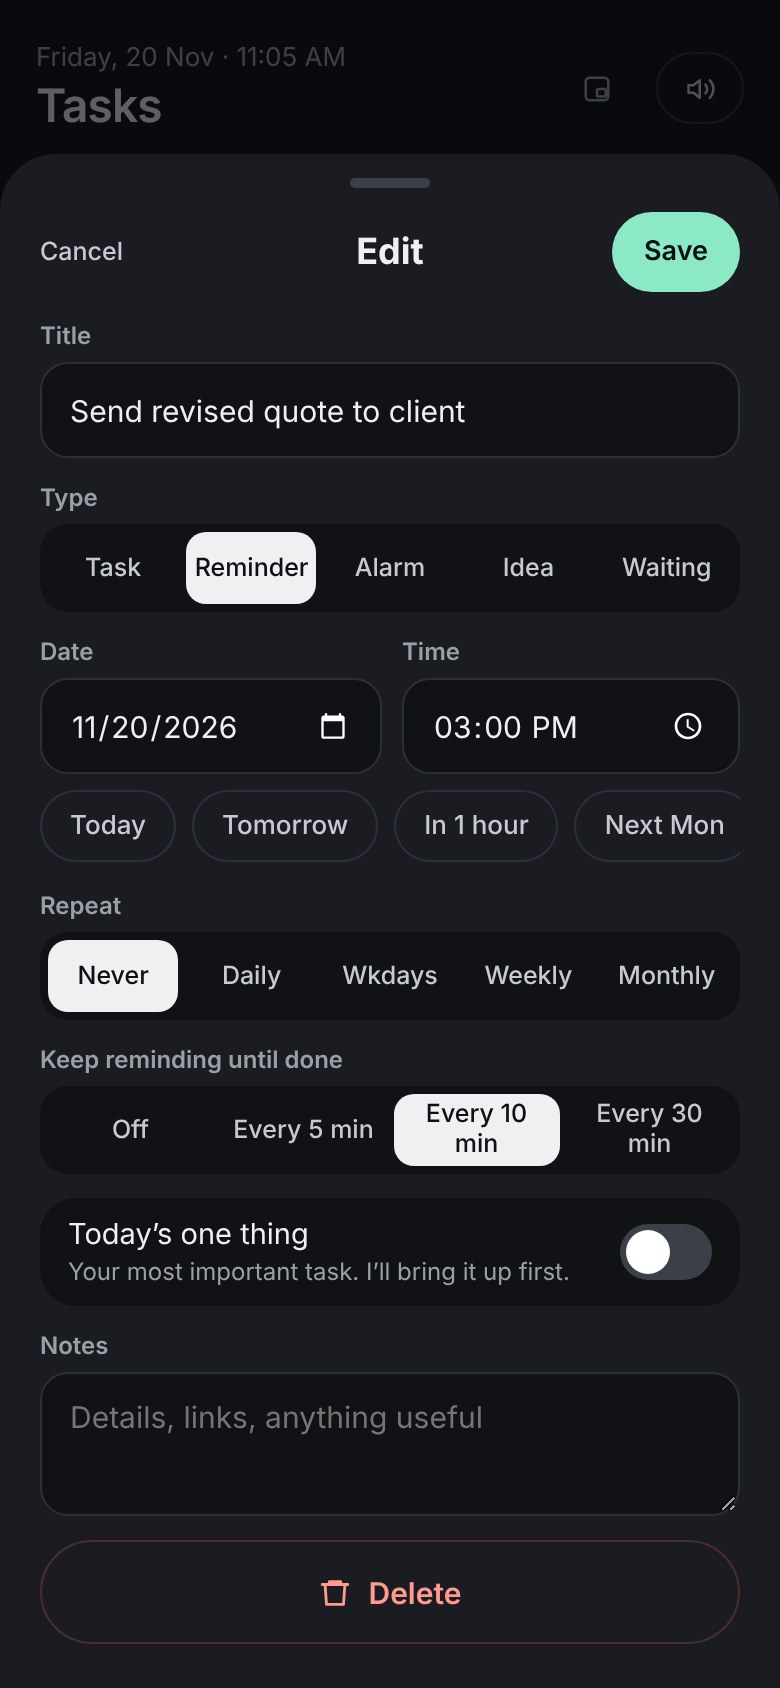 Friday, 20 Nov · 11:05 AM
Tasks
Cancel
Edit
Save
Title
Send revised quote to client
Type
Task
Reminder
Alarm
Idea
Waiting
Date
Time
11/20/2026
03:00 PM
Today
Tomorrow
In 1 hour
Next Mon
Repeat
Never
Daily
Wkdays
Weekly
Monthly
Keep reminding until done
Off
Every 5 min
Every 10
min
Every 30
min
Today’s one thing
Your most important task. I’ll bring it up first.
Notes
Details, links, anything useful
Delete